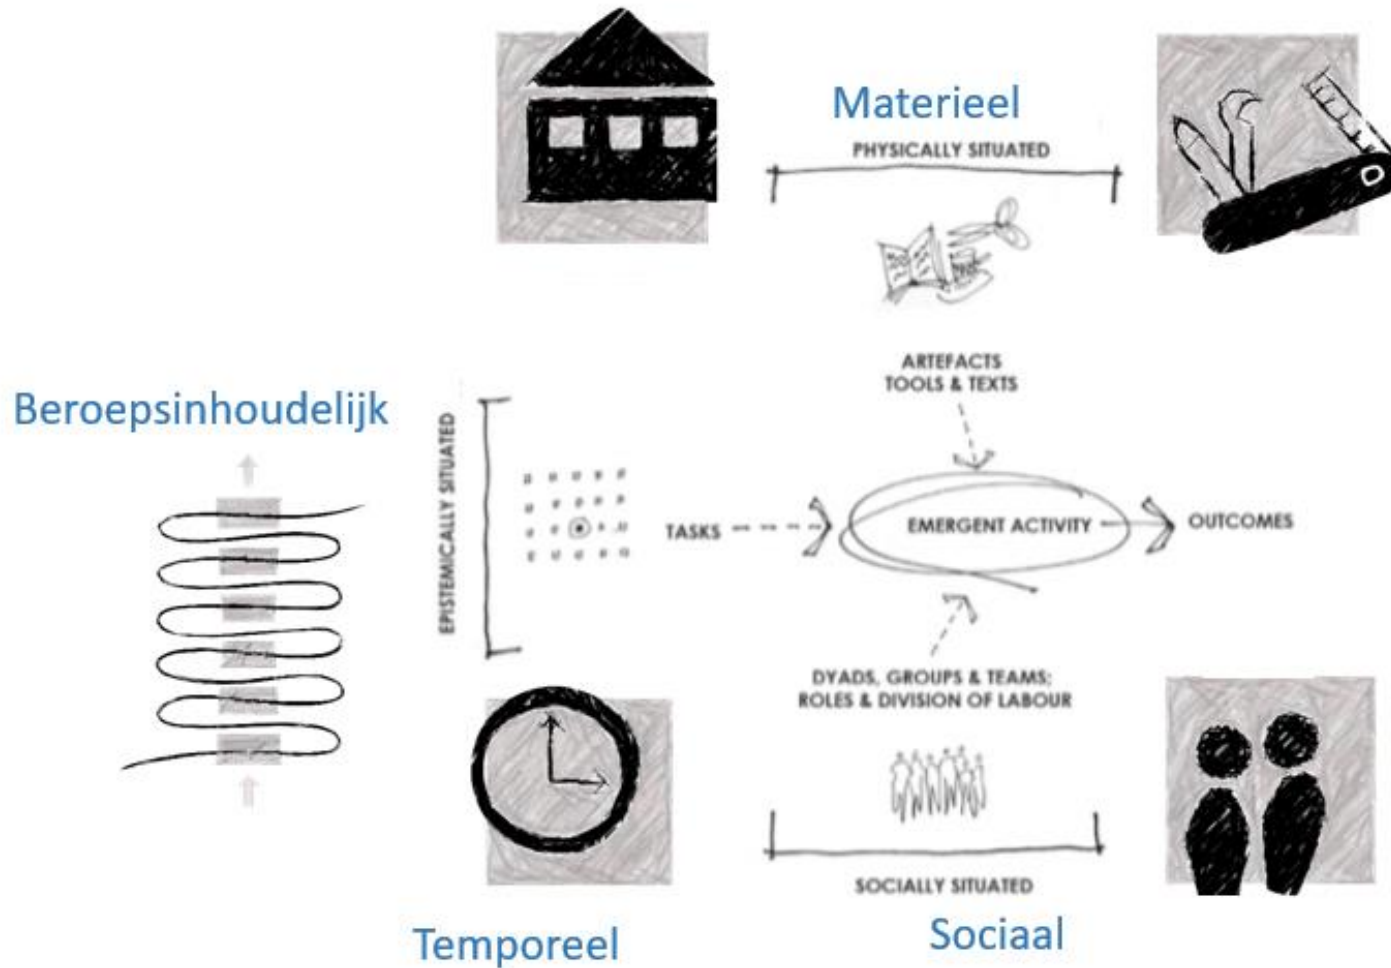 Materieel
PHYSICALLY SITUATED
ARTEFACTS
TOOLS & TEXTS
Beroepsinhoudelijk
EPISTEMICALLY SITUATED
TASKS
EMERGENT ACTIVITY
OUTCOMES
DYADS, GROUPS & TEAMS;
ROLES & DIVISION OF LABOUR
SOCIALLY SITUATED
Temporeel
Sociaal